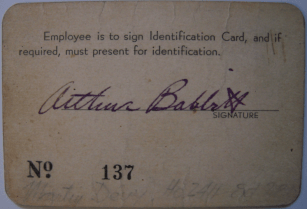 Employee is to sign Identification Card, and if
required, must present for identification.
Arthur Babbitt
SIGNATURE
No 137